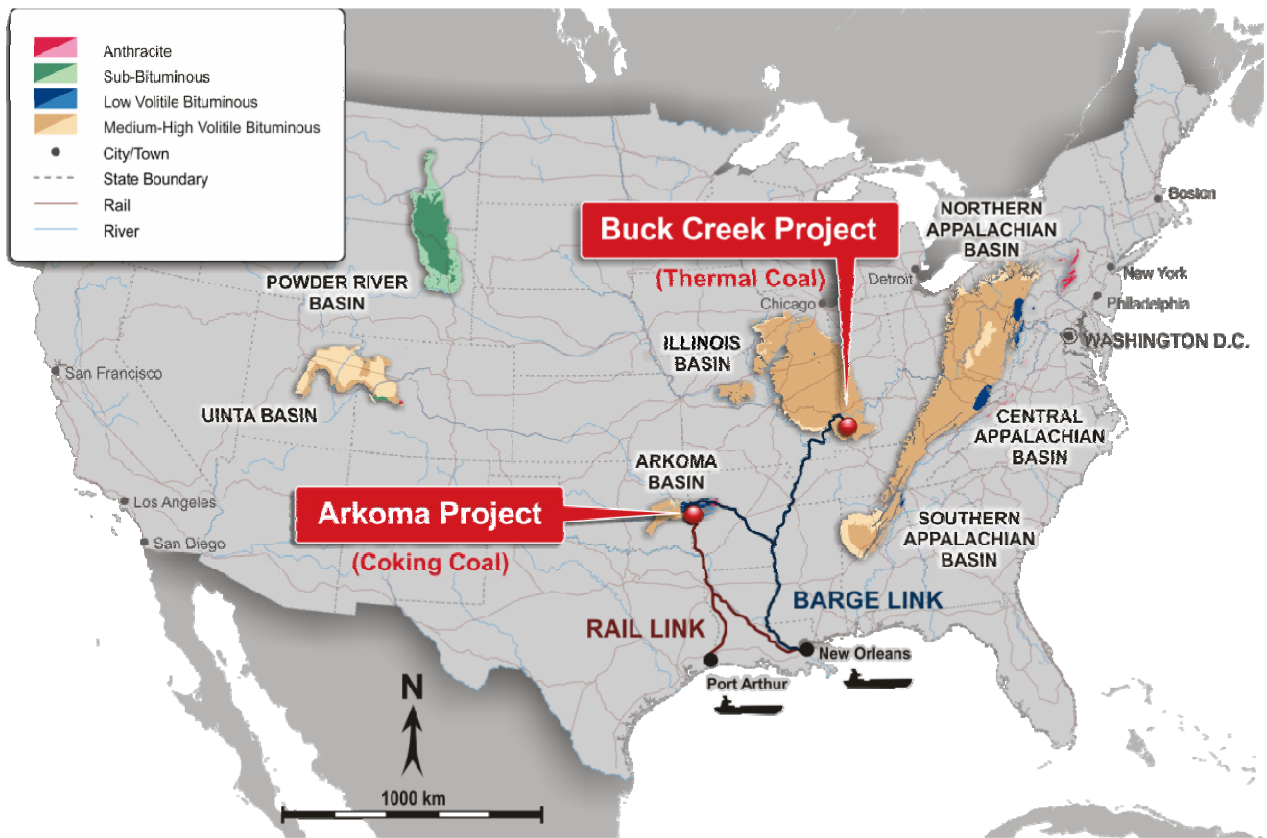 Anthracite
Sub-Bituminous
Low Volitile Bituminous
Medium-High Volitile Bituminous
City/Town
State Boundary
Rail
River
POWDER RIVER
BASIN
UINTA BASIN
San Francisco
Los Angeles
San Diego
Buck Creek Project
(Thermal Coal)
Chicago
Detroit
ILLINOIS
BASIN
NORTHERN
APPALACHIAN
BASIN
Boston
New York
Philadelphia
WASHINGTON D.C.
CENTRAL
APPALACHIAN
BASIN
ARKOMA
BASIN
Arkoma Project
(Coking Coal)
SOUTHERN
APPALACHIAN
BASIN
BARGE LINK
RAIL LINK
New Orleans
Port Arthur
N
1000 km